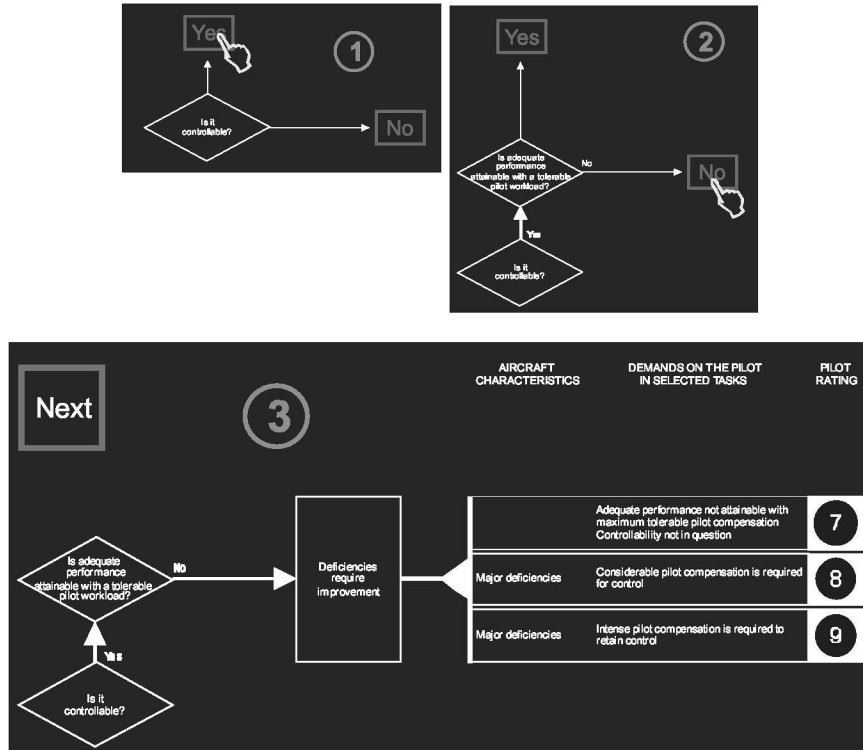 Yes
1
Is it
controllable?
No
Yes
2
Is adequate
performance
attainable with a tolerable
pilot workload?
No
No
Yes
Is it
controllable?
Next
3
AIRCRAFT
CHARACTERISTICS
DEMANDS ON THE PILOT
IN SELECTED TASKS
PILOT
RATING
Adequate performance not attainable with
maximum tolerable pilot compensation
Controllability not in question
7
Is adequate
performance
attainable with a tolerable
pilot workload?
No
Deficiencies
require
improvement
Major deficiencies
Considerable pilot compensation is required
for control
8
Major deficiencies
Intense pilot compensation is required to
retain control
9
Yes
Is it
controllable?